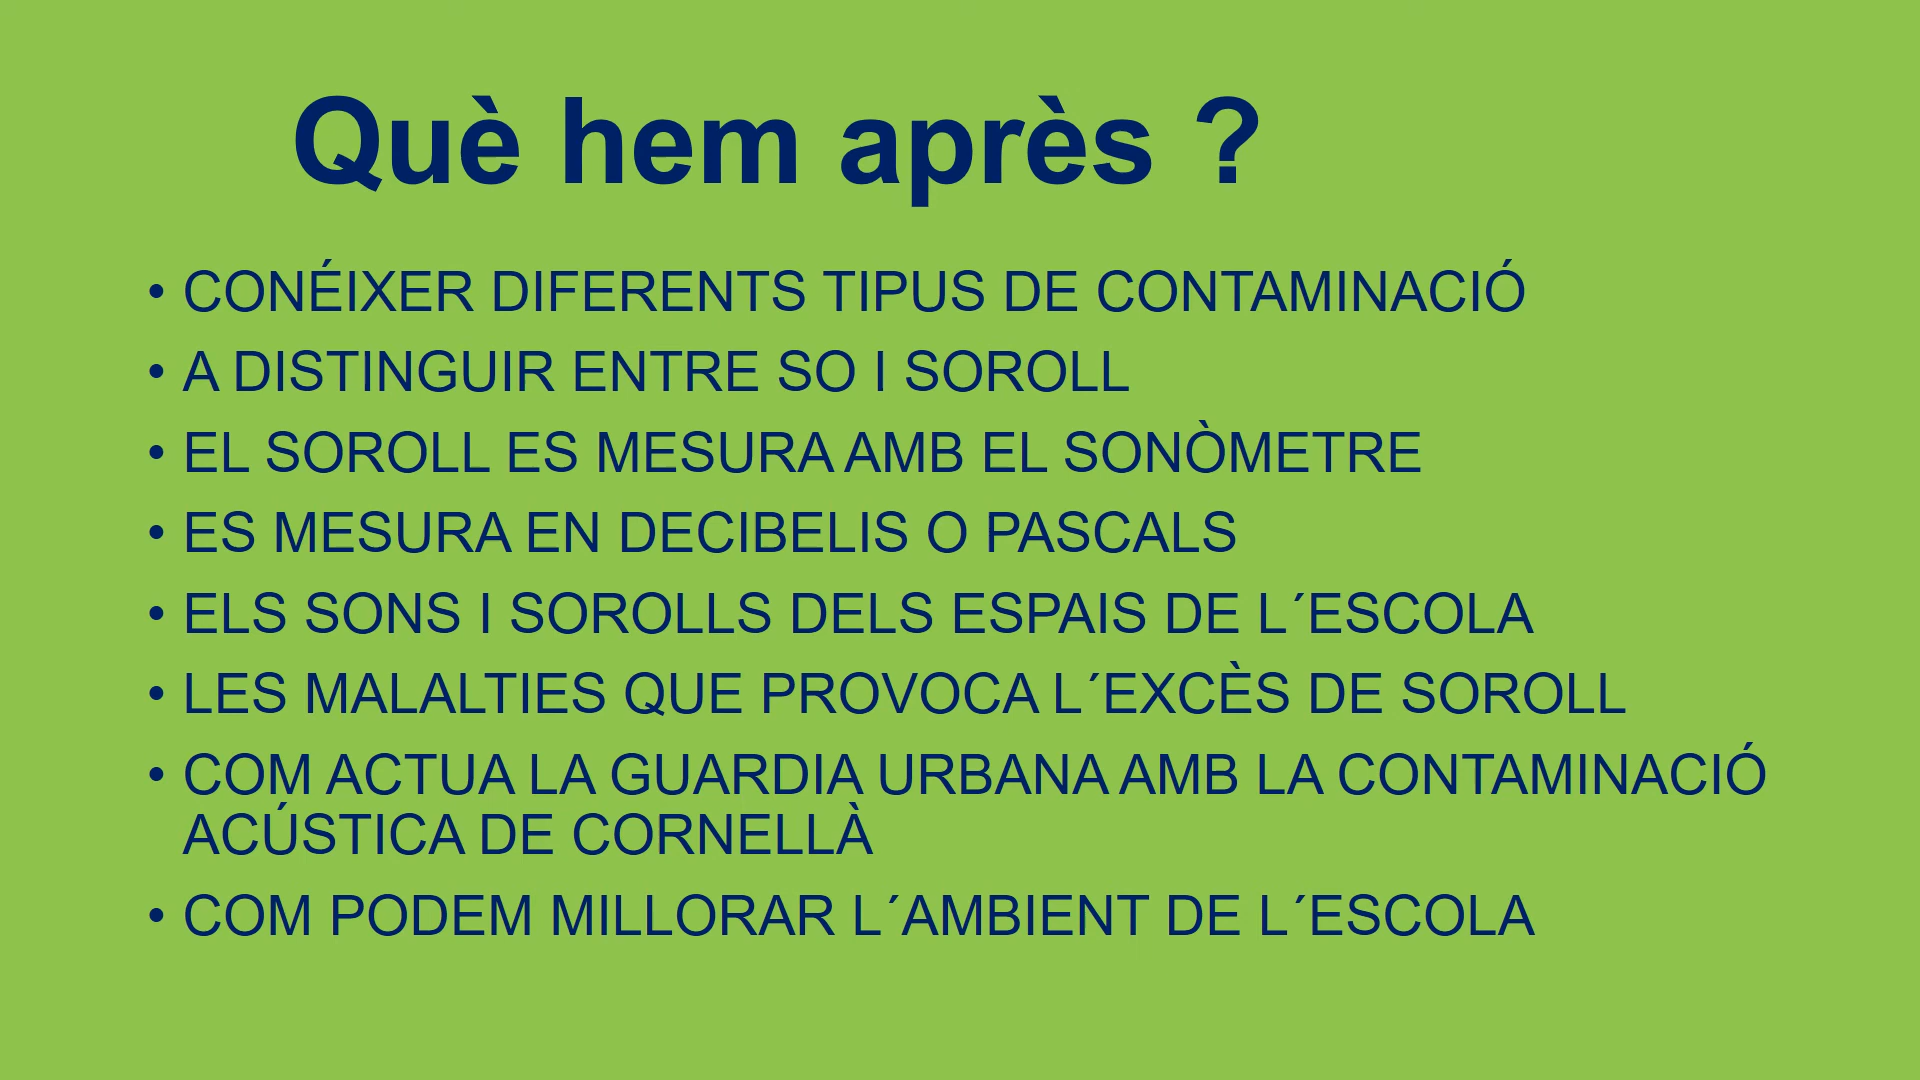 Què hem après ?
• CONÉIXER DIFERENTS TIPUS DE CONTAMINACIÓ
• A DISTINGUIR ENTRE SO I SOROLL
• EL SOROLL ES MESURA AMB EL SONÒMETRE
• ES MESURA EN DECIBELIS O PASCALS
• ELS SONS I SOROLLS DELS ESPAIS DE L´ESCOLA
• LES MALALTIES QUE PROVOCA L´EXCÈS DE SOROLL
• COM ACTUA LA GUARDIA URBANA AMB LA CONTAMINACIÓ
ACÚSTICA DE CORNELLÀ
• COM PODEM MILLORAR L´AMBIENT DE L´ESCOLA